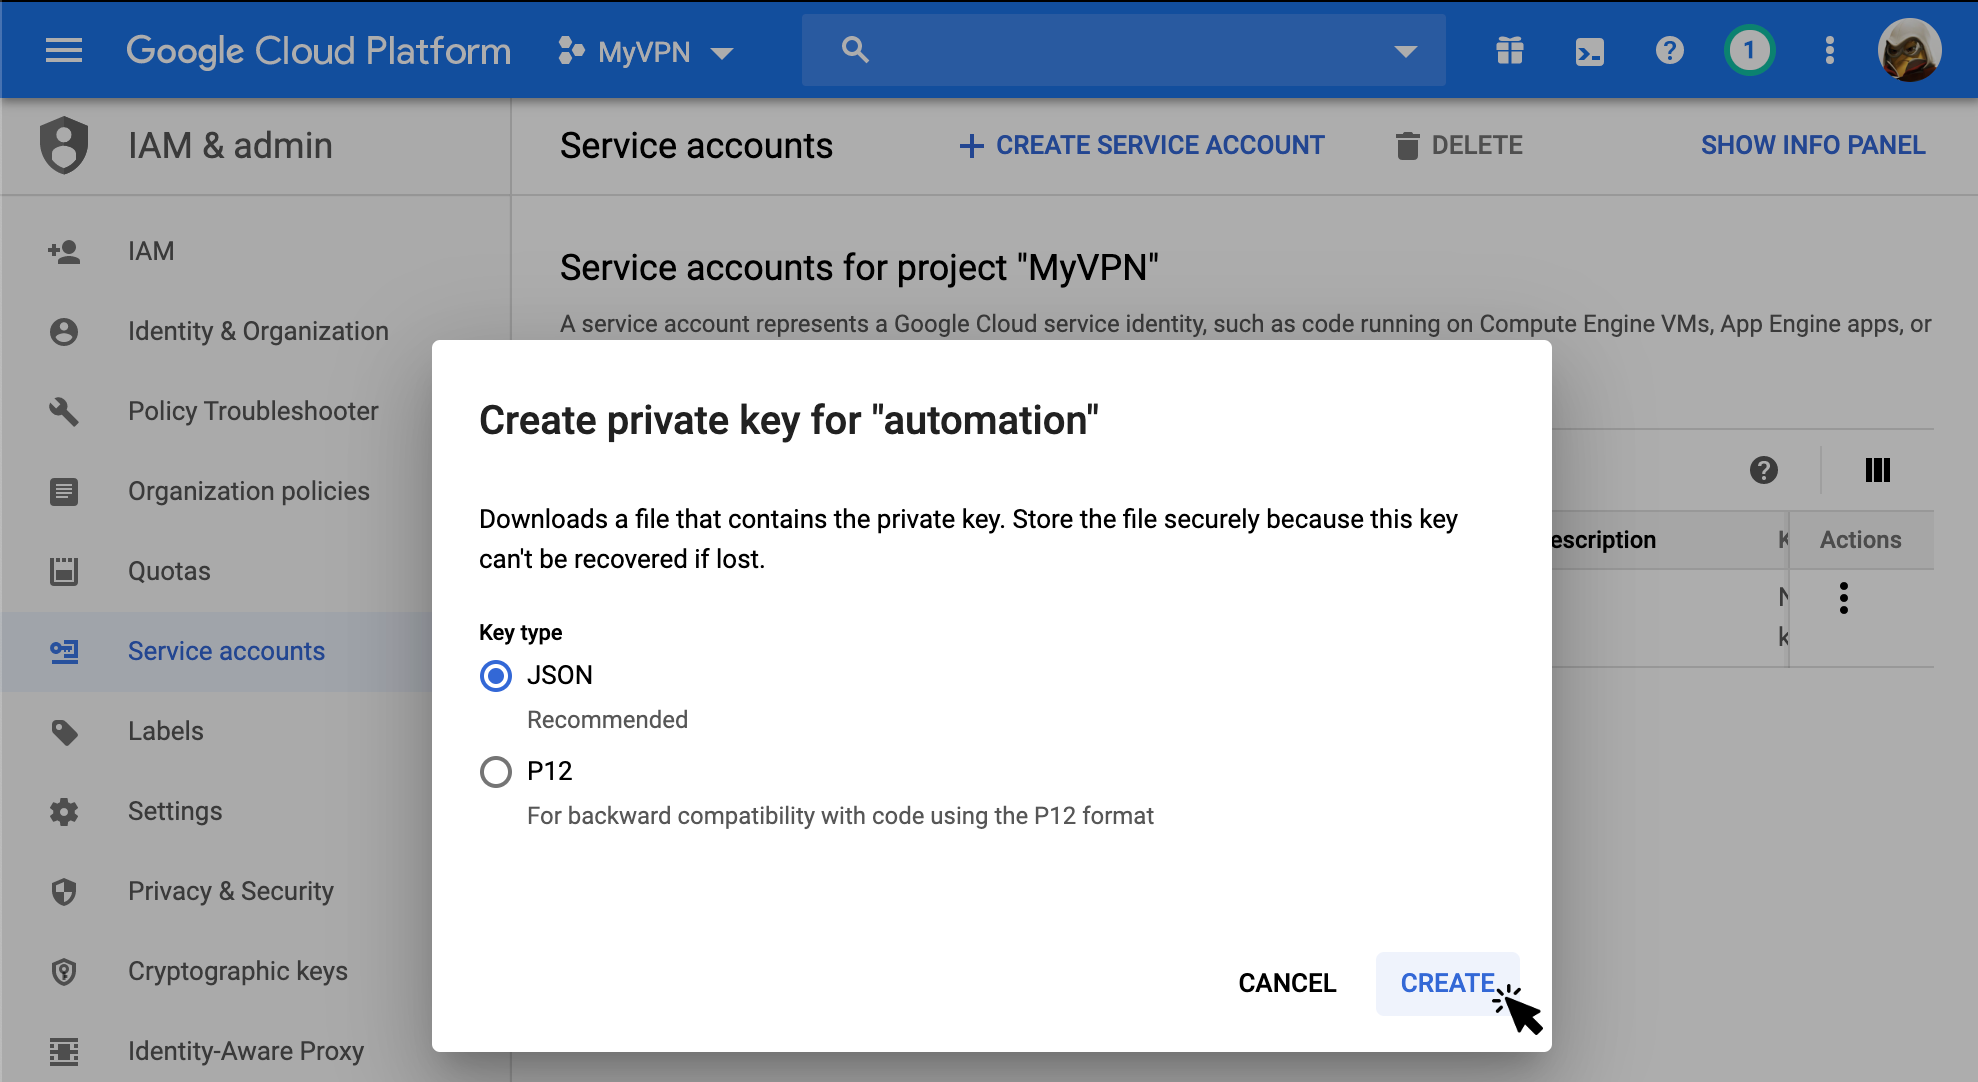 Google Cloud Platform
MyVPN
1
IAM & admin
Service accounts
CREATE SERVICE ACCOUNT
DELETE
SHOW INFO PANEL
IAM
Identity & Organization
Policy Troubleshooter
Organization policies
Quotas
Service accounts
Labels
Settings
Privacy & Security
Cryptographic keys
Identity-Aware Proxy
Service accounts for project "MyVPN"
A service account represents a Google Cloud service identity, such as code running on Compute Engine VMs, App Engine apps, or
escription
K
Actions
N
k
Create private key for "automation"
Downloads a file that contains the private key. Store the file securely because this key
can't be recovered if lost.
Key type
JSON
Recommended
P12
For backward compatibility with code using the P12 format
CANCEL
CREATE